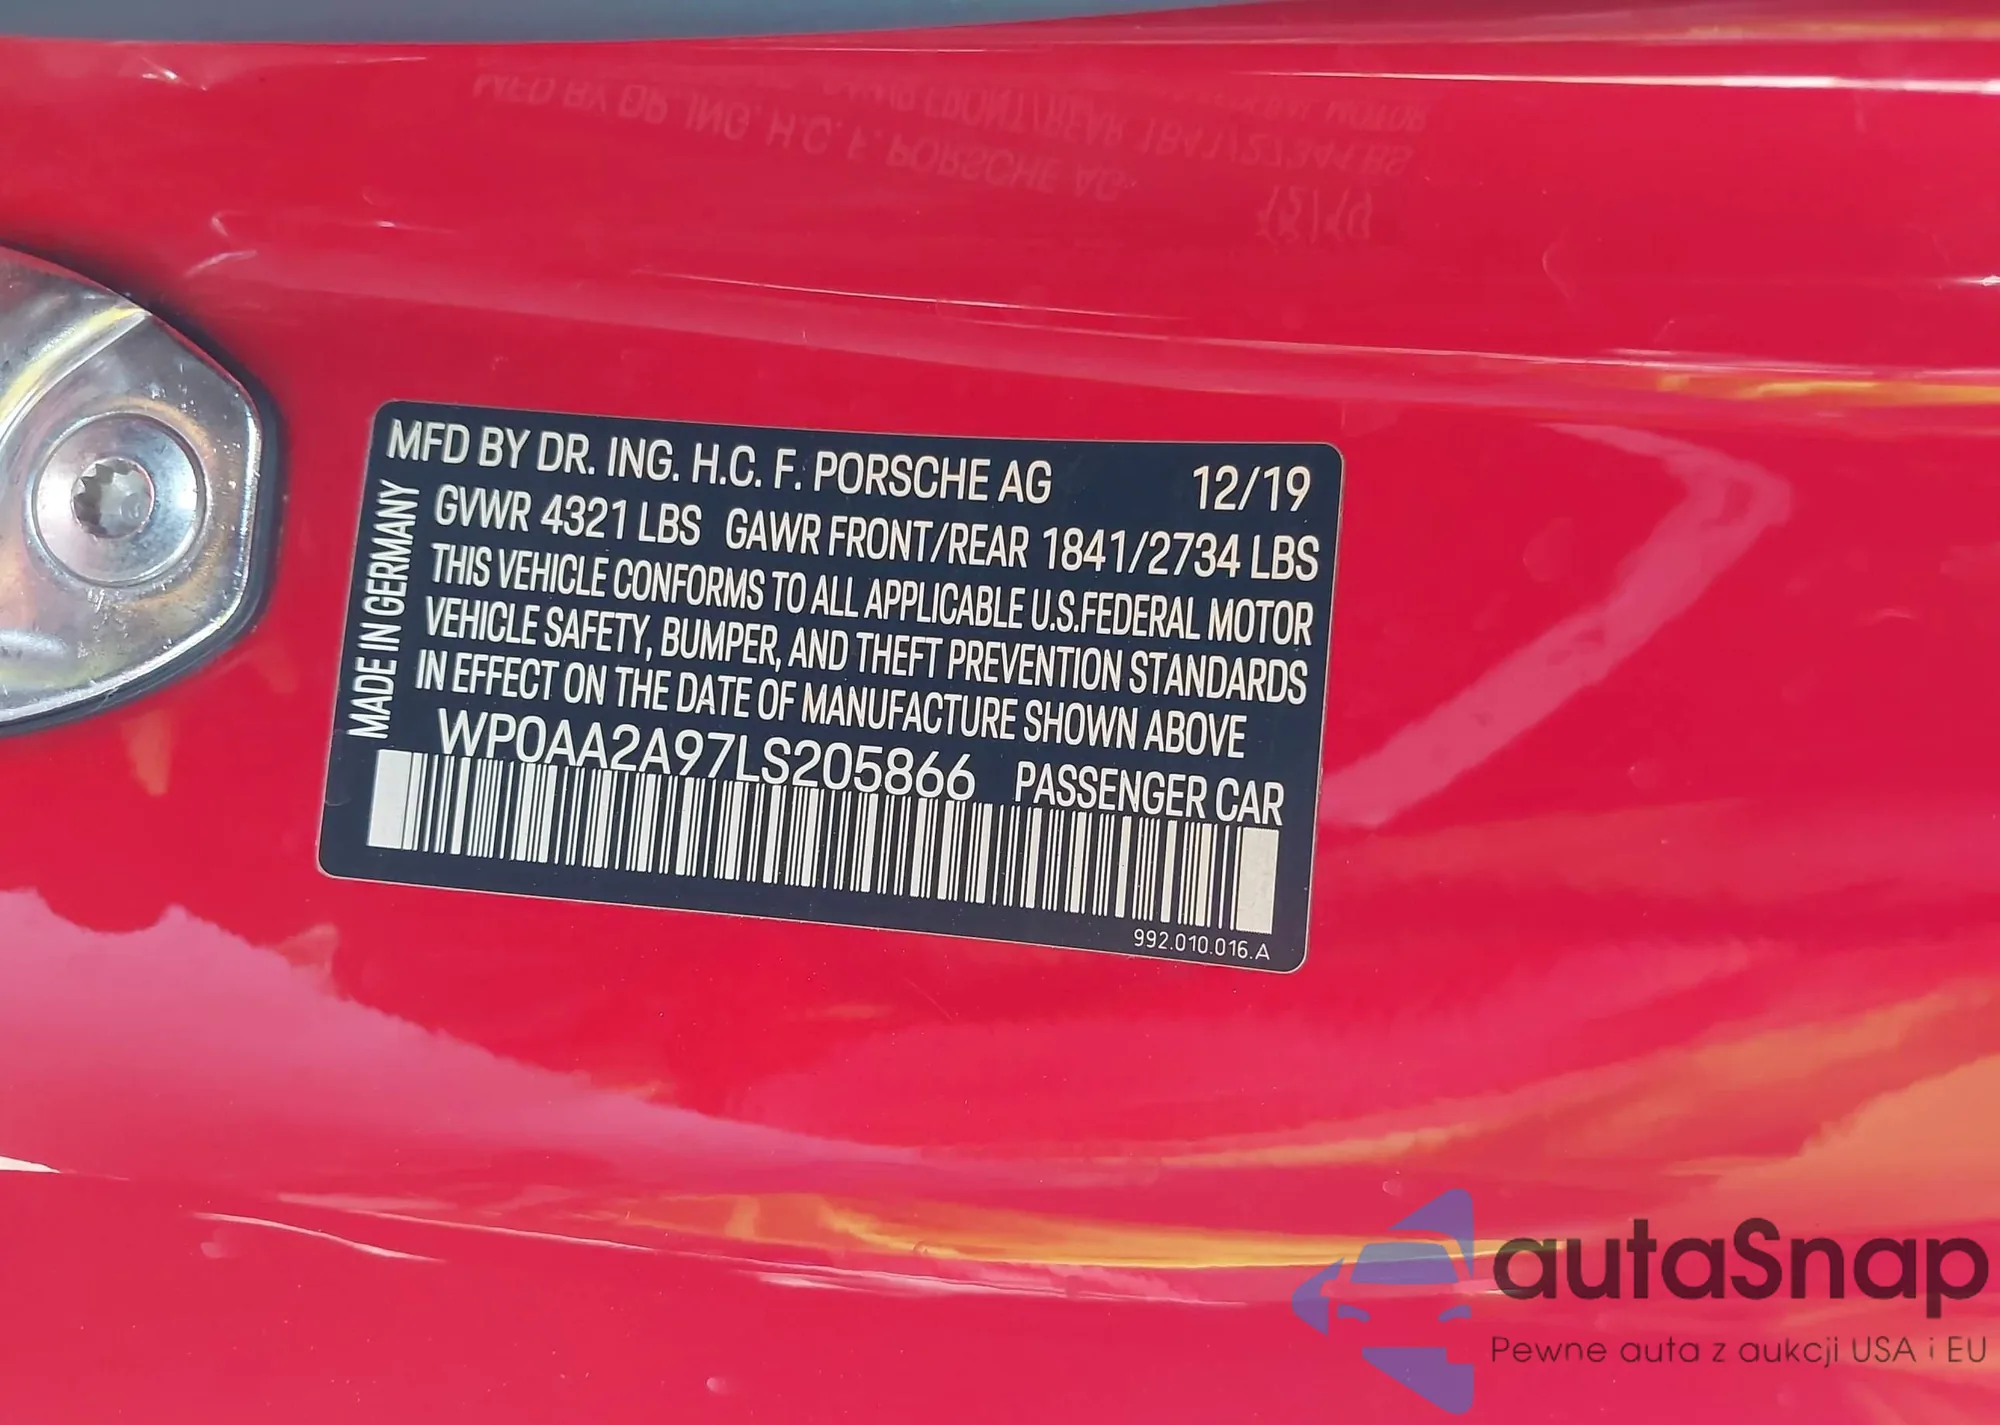 MFD BY DR. ING. H.C. F. PORSCHE AG 12/19
GVWR 4321 LBS GAWR FRONT/REAR 1841/2734 LBS
THIS VEHICLE CONFORMS TO ALL APPLICABLE U.S.FEDERAL MOTOR
VEHICLE SAFETY, BUMPER, AND THEFT PREVENTION STANDARDS
IN EFFECT ON THE DATE OF MANUFACTURE SHOWN ABOVE
WP0AA2A97LS205866 PASSENGER CAR
992.010.016.A
MADE IN GERMANY
autaSnap
Pewne auta z aukcji USA i EU